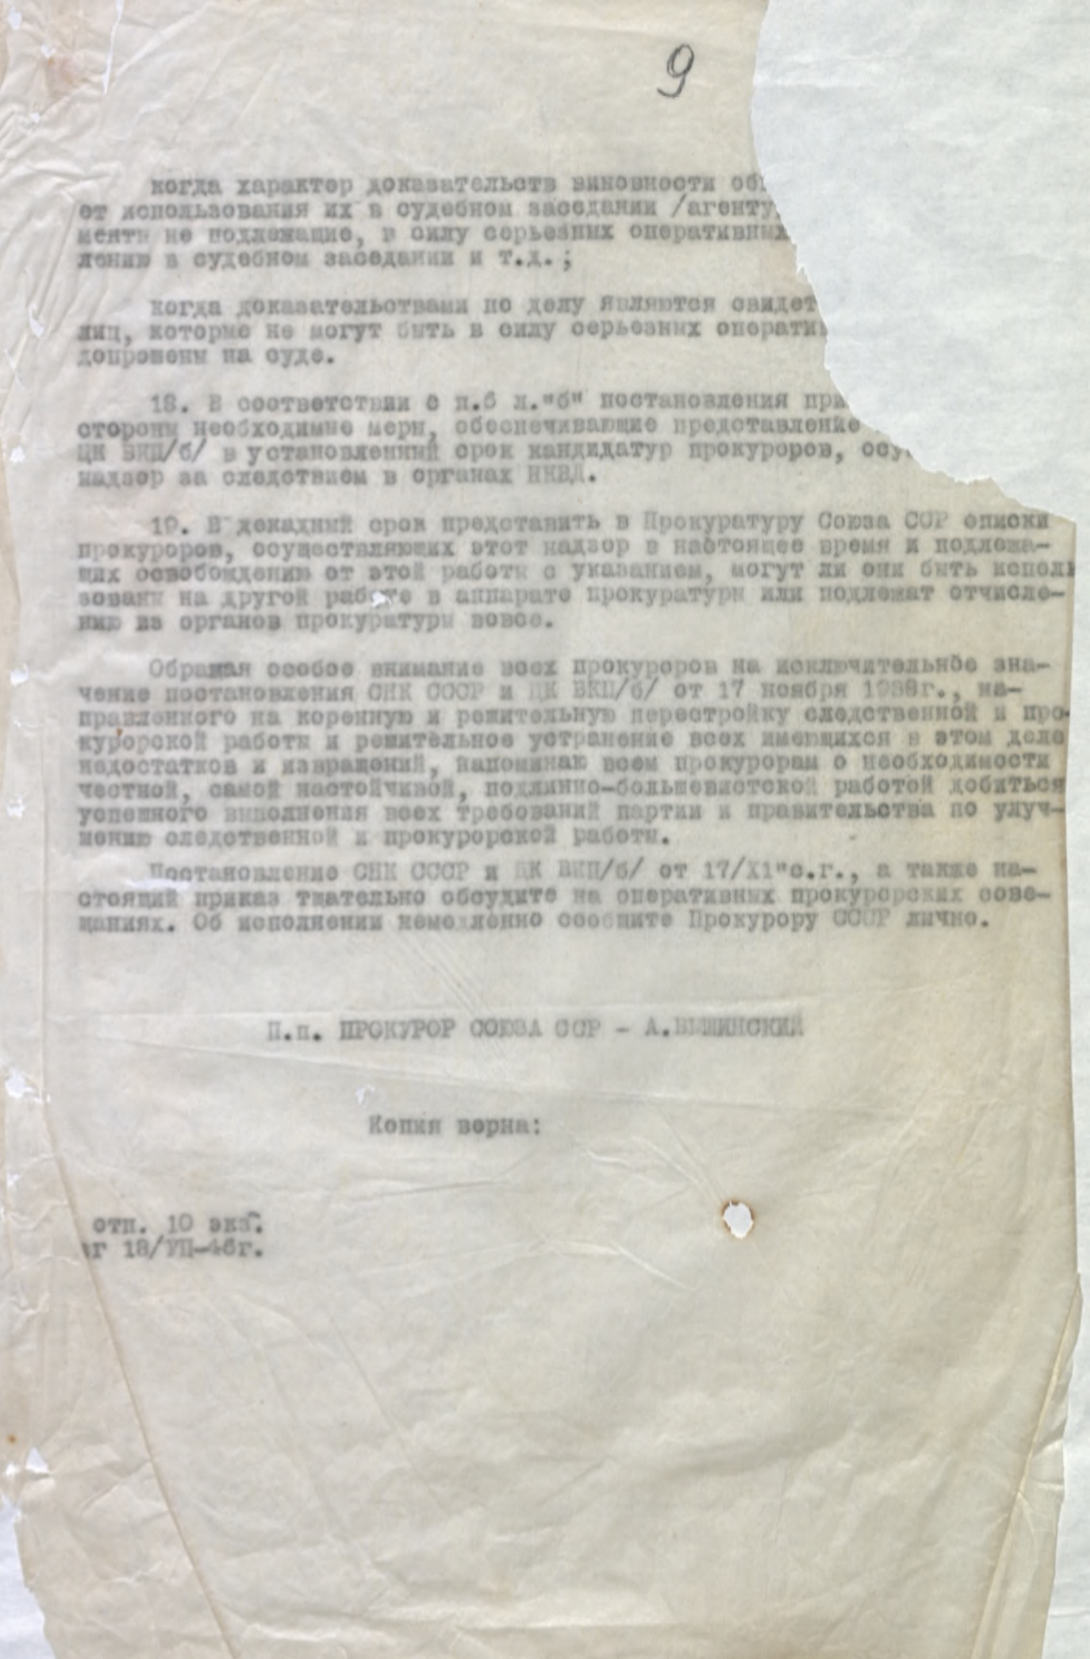 9
когда характер доказательств виновности об
от использования их в судебном заседании /агенту
менты не подлежащие, в силу серьезных оперативных
лению в судебном заседании и т.д.;
когда доказательствами по делу являются свидет
лиц, которые не могут быть в силу серьезных операти
допрошены на суде.
18. В соответствии с п.6 л."б" постановления при
стороны необходимые меры, обеспечивающие представление
ЦК ВКП/б/ в установленный срок кандидатур прокуроров, осу
надзор за следствием в органах НКВД.
19. В декадный срок представить в Прокуратуру Союза ССР списки
прокуроров, осуществляющих этот надзор в настоящее время и подлежа-
щих освобождению от этой работы с указанием, могут ли они быть исполь
зованы на другой работе в аппарате прокуратуры или подлежат отчисле-
нию из органов прокуратуры вовсе.
Обращая особое внимание всех прокуроров на исключительное зна-
чение постановления СНК СССР и ЦК ВКП/б/ от 17 ноября 1938г., на-
правленного на коренную и решительную перестройку следственной и про-
курорской работы и решительное устранение всех имеющихся в этом деле
недостатков и извращений, напоминаю всем прокурорам о необходимости
честной, самой настойчивой, подлинно-большевистской работой добиться
успешного выполнения всех требований партии и правительства по улуч-
шению следственной и прокурорской работы.
Постановление СНК СССР и ЦК ВКП/б/ от 17/X1"с.г., а также на-
стоящий приказ тщательно обсудите на оперативных прокурорских сове-
щаниях. Об исполнении немедленно сообщите Прокурору СССР лично.
П.п. ПРОКУРОР СОЮЗА ССР - А.ВЫШИНСКИЙ
Копия верна:
отп. 10 экз.
вг 18/УП-46г.